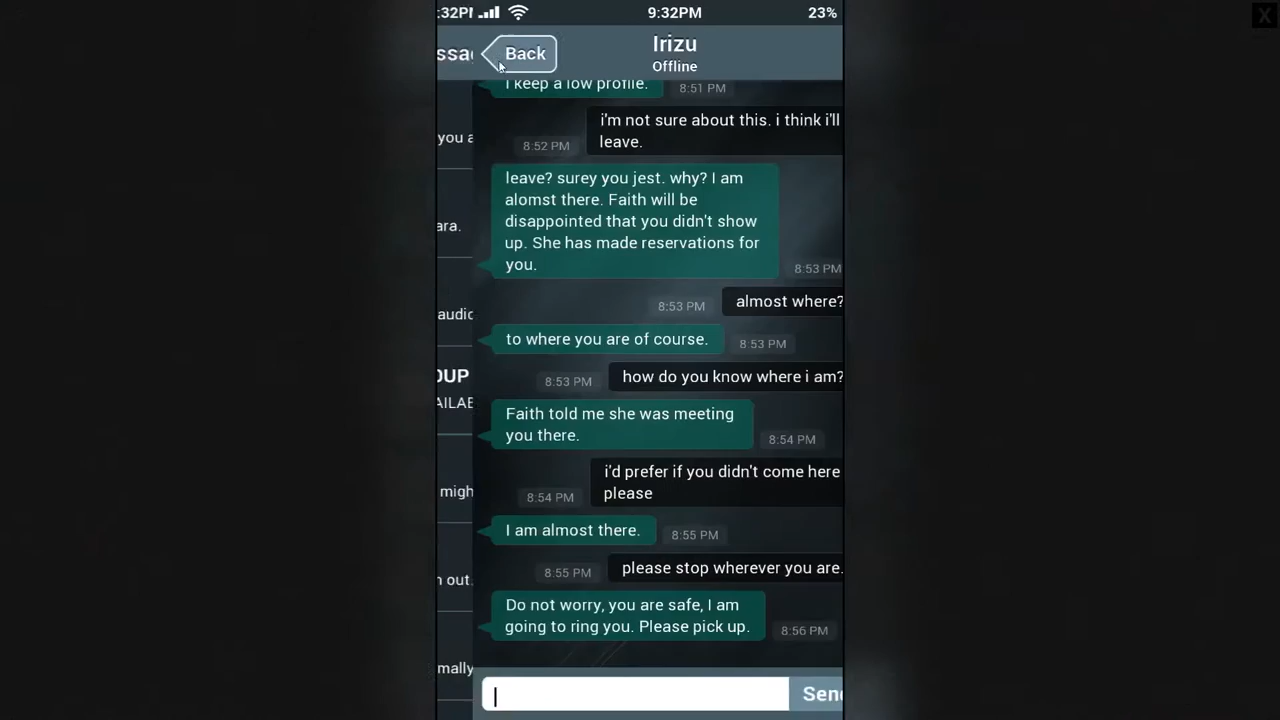 :32PM
9:32PM
23%
X
ssag
Back
Irizu
Offline
I keep a low profile.
8:51 PM
i'm not sure about this. i think i'll
leave.
8:52 PM
you a
leave? surey you jest. why? I am
alomst there. Faith will be
disappointed that you didn't show
up. She has made reservations for
you.
8:53 PM
ara.
almost where?
8:53 PM
audio
to where you are of course.
8:53 PM
how do you know where i am?
8:53 PM
OUP
AILAB
Faith told me she was meeting
you there.
8:54 PM
i'd prefer if you didn't come here
please
8:54 PM
migh
I am almost there.
8:55 PM
please stop wherever you are.
8:55 PM
n out.
Do not worry, you are safe, I am
going to ring you. Please pick up.
8:56 PM
mally
Send